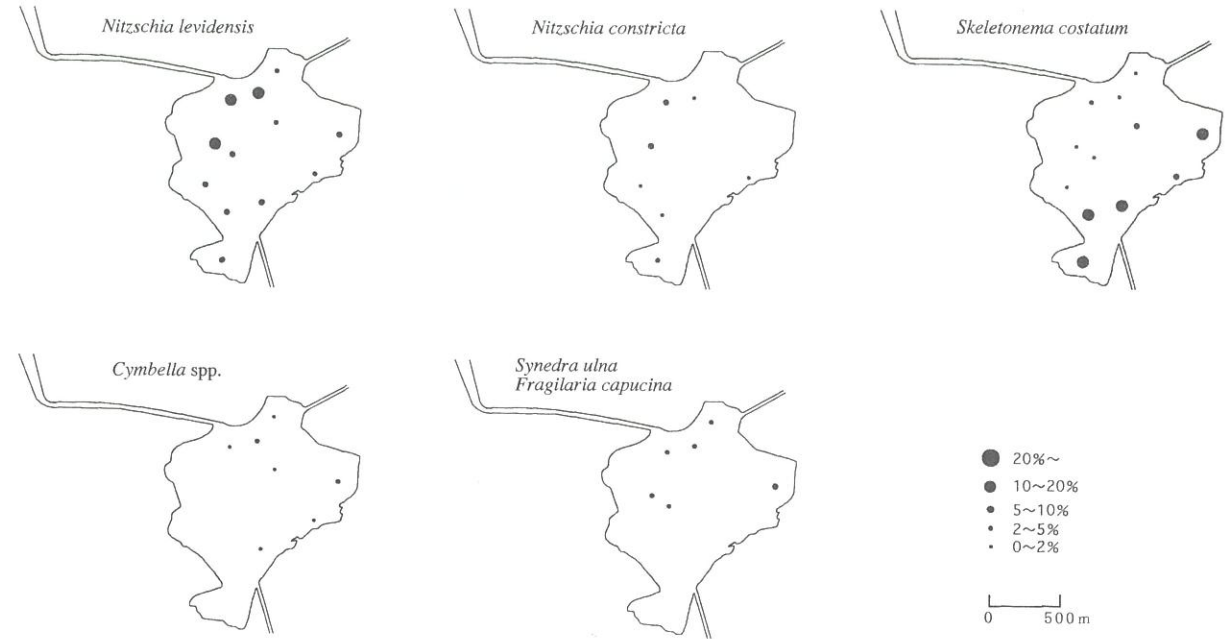 Nitzschia levidensis
Nitzschia constricta
Skeletonema costatum
Cymbella spp.
Synedra ulna
Fragilaria capucina
20%～
10～20%
5～10%
2～5%
0～2%
0 500 m